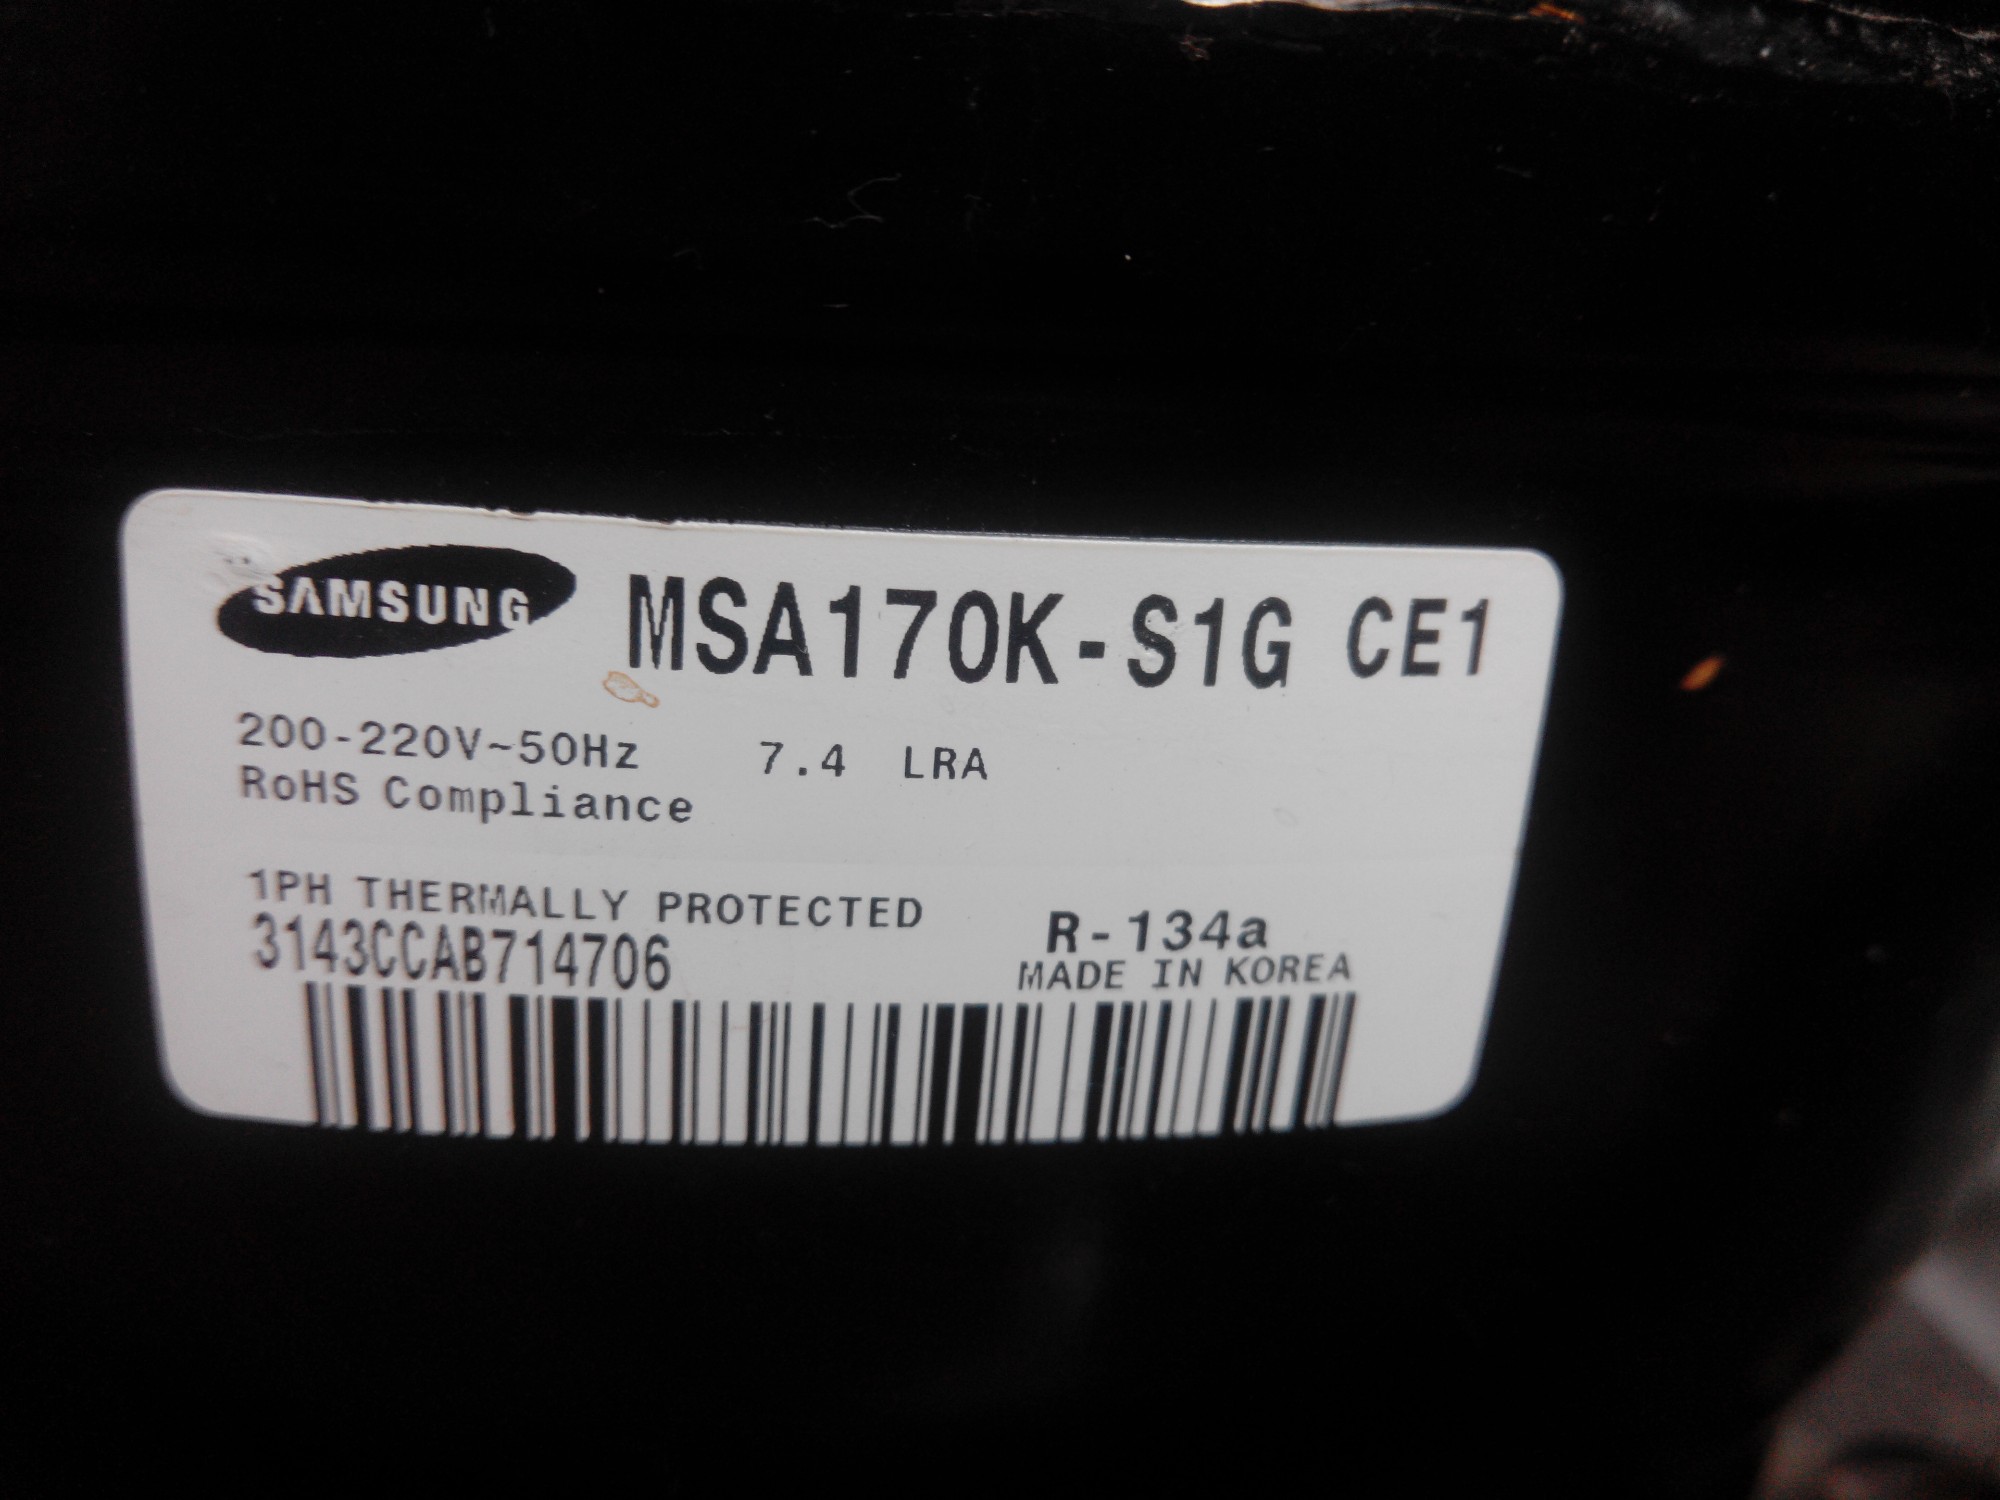 SAMSUNG MSA170K-S1G CE1
200-220V~50Hz 7.4 LRA
RoHS Compliance
1PH THERMALLY PROTECTED
3143CCAB714706 R-134a
MADE IN KOREA